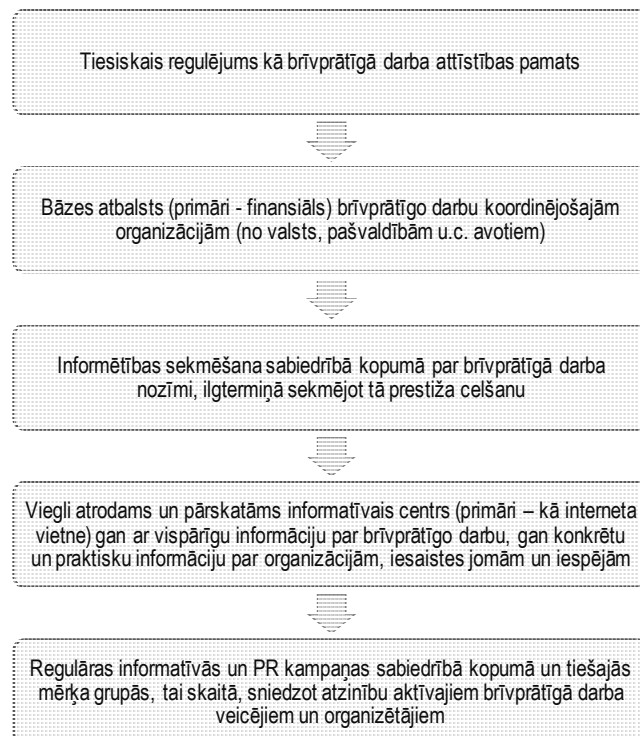 Tiesiskais regulējums kā brīvprātīgā darba attīstības pamats
Bāzes atbalsts (primāri - finansiāls) brīvprātīgo darbu koordinējošajām
organizācijām (no valsts, pašvaldībām u.c. avotiem)
Informētības sekmēšana sabiedrībā kopumā par brīvprātīgā darba
nozīmi, ilgtermiņā sekmējot tā prestiža celšanu
Viegli atrodams un pārskatāms informatīvais centrs (primāri – kā interneta
vietne) gan ar vispārīgu informāciju par brīvprātīgo darbu, gan konkrētu
un praktisku informāciju par organizācijām, iesaistes jomām un iespējām
Regulāras informatīvās un PR kampaņas sabiedrībā kopumā un tiešajās
mērķa grupās, tai skaitā, sniedzot atzinību aktīvajiem brīvprātīgā darba
veicējiem un organizētājiem